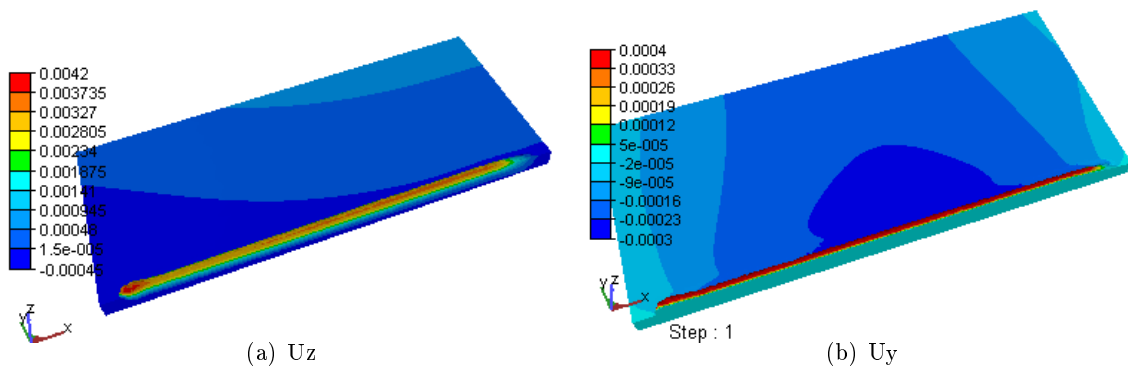 0.0042
0.003735
0.00327
0.002805
0.00234
0.001875
0.00141
0.000945
0.00048
1.5e-005
-0.00045
y z x
(a) Uz
0.0004
0.00033
0.00026
0.00019
0.00012
5e-005
-2e-005
-9e-005
-0.00016
-0.00023
-0.0003
y z x
Step : 1
(b) Uy